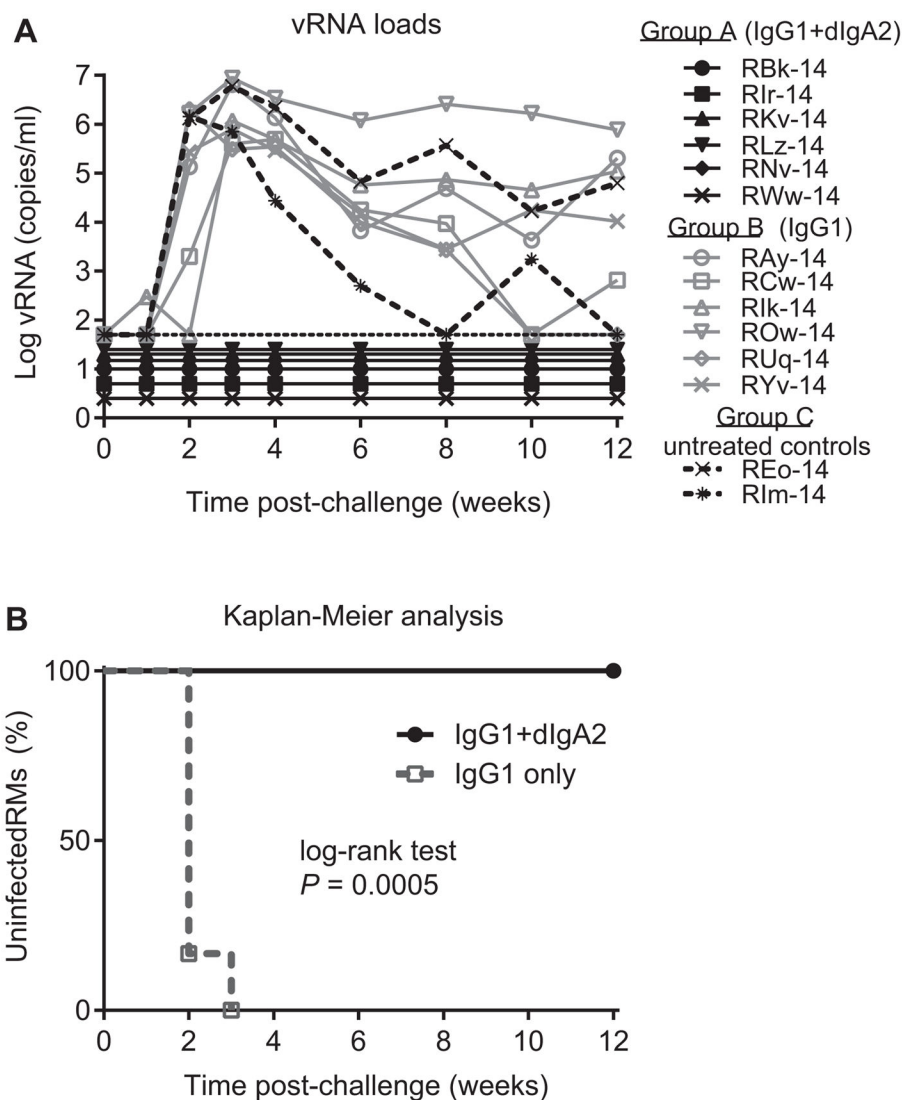 A
vRNA loads
Log vRNA (copies/ml)
7
6
5
4
3
2
1
0
0 2 4 6 8 10 12
Time post-challenge (weeks)
Group A (IgG1+dIgA2)
RBk-14
RIr-14
RKv-14
RLz-14
RNv-14
RWw-14
Group B (IgG1)
RAy-14
RCw-14
RIk-14
ROw-14
RUq-14
RYv-14
Group C
untreated controls
REo-14
RIm-14
B
Kaplan-Meier analysis
UninfectedRMs (%)
100
50
0
IgG1+dIgA2
IgG1 only
log-rank test
P = 0.0005
0 2 4 6 8 10 12
Time post-challenge (weeks)